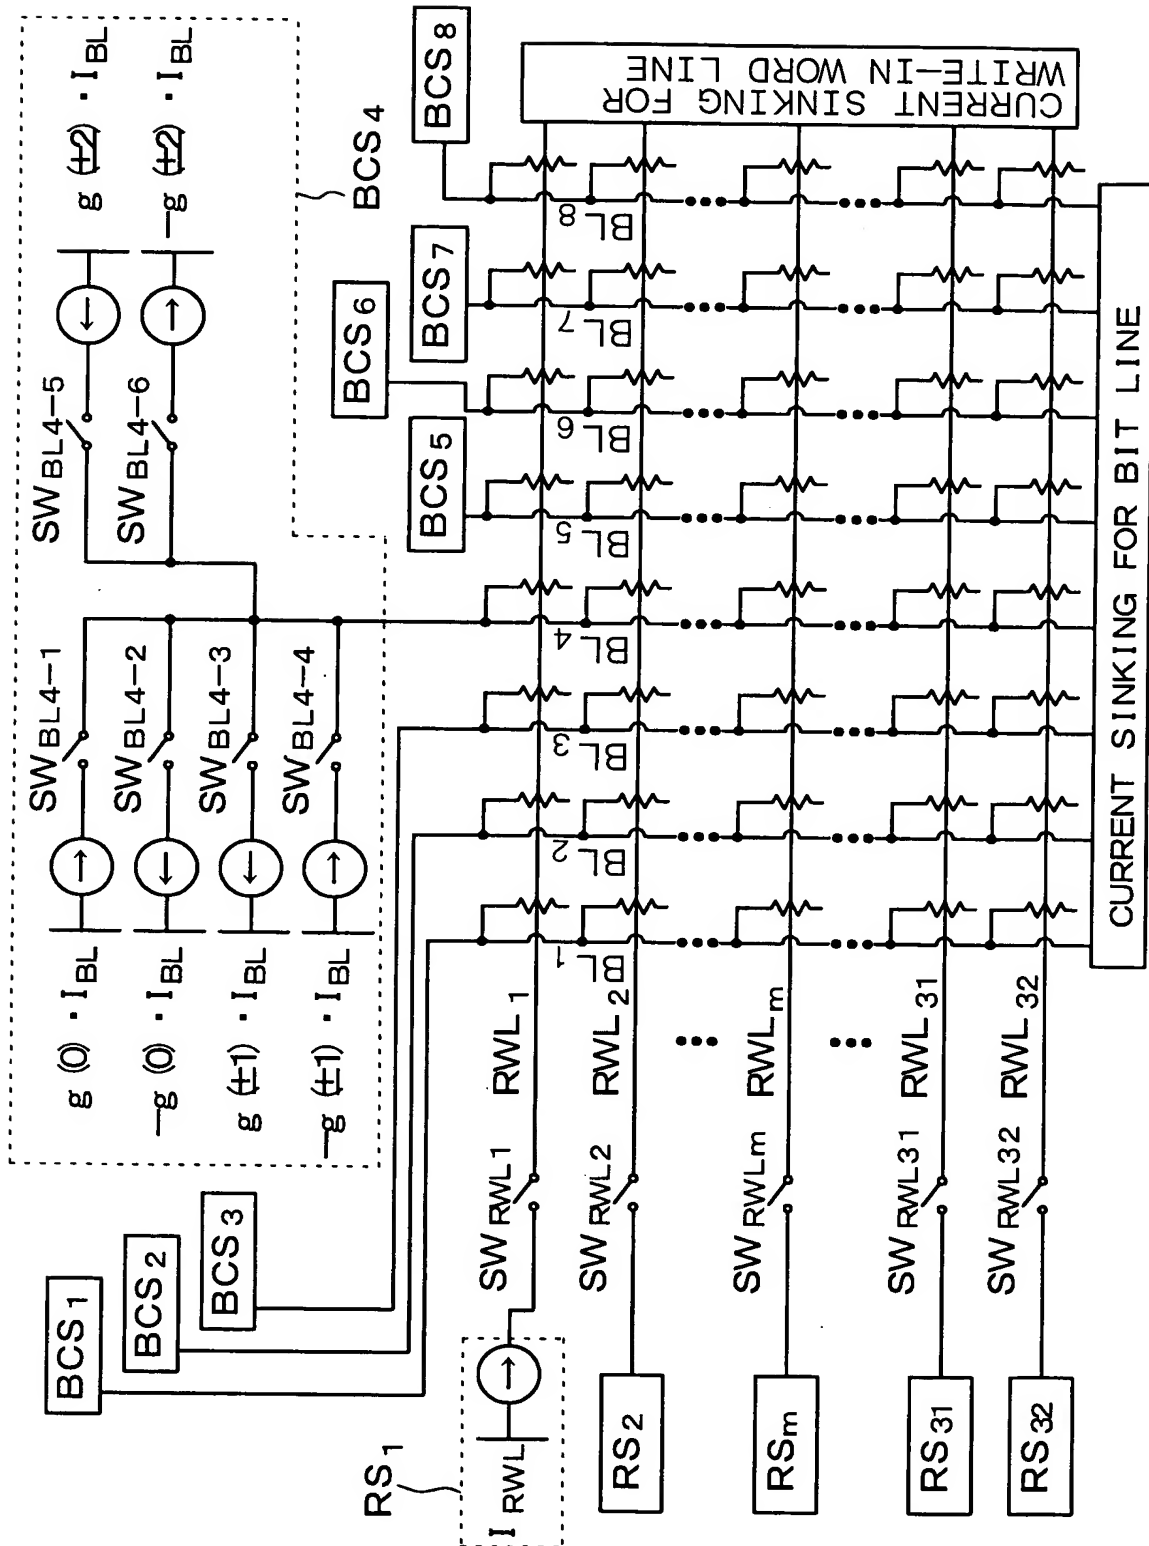 BCS1
BCS2
BCS3
g (0) · IBL
−g (0) · IBL
g (±1) · IBL
−g (±1) · IBL
SWBL4−1
SWBL4−2
SWBL4−3
SWBL4−4
SWBL4−5
SWBL4−6
g (±2) · IBL
−g (±2) · IBL
BCS4
BCS5
BCS6
BCS7
BCS8
RS1
IRWL
RS2
RSm
RS31
RS32
SWRWL1
SWRWL2
SWRWLm
SWRWL31
SWRWL32
RWL1
RWL2
RWLm
RWL31
RWL32
BL1
BL2
BL3
BL4
BL5
BL6
BL7
BL8
CURRENT SINKING FOR
WRITE−IN WORD LINE
CURRENT SINKING FOR BIT LINE